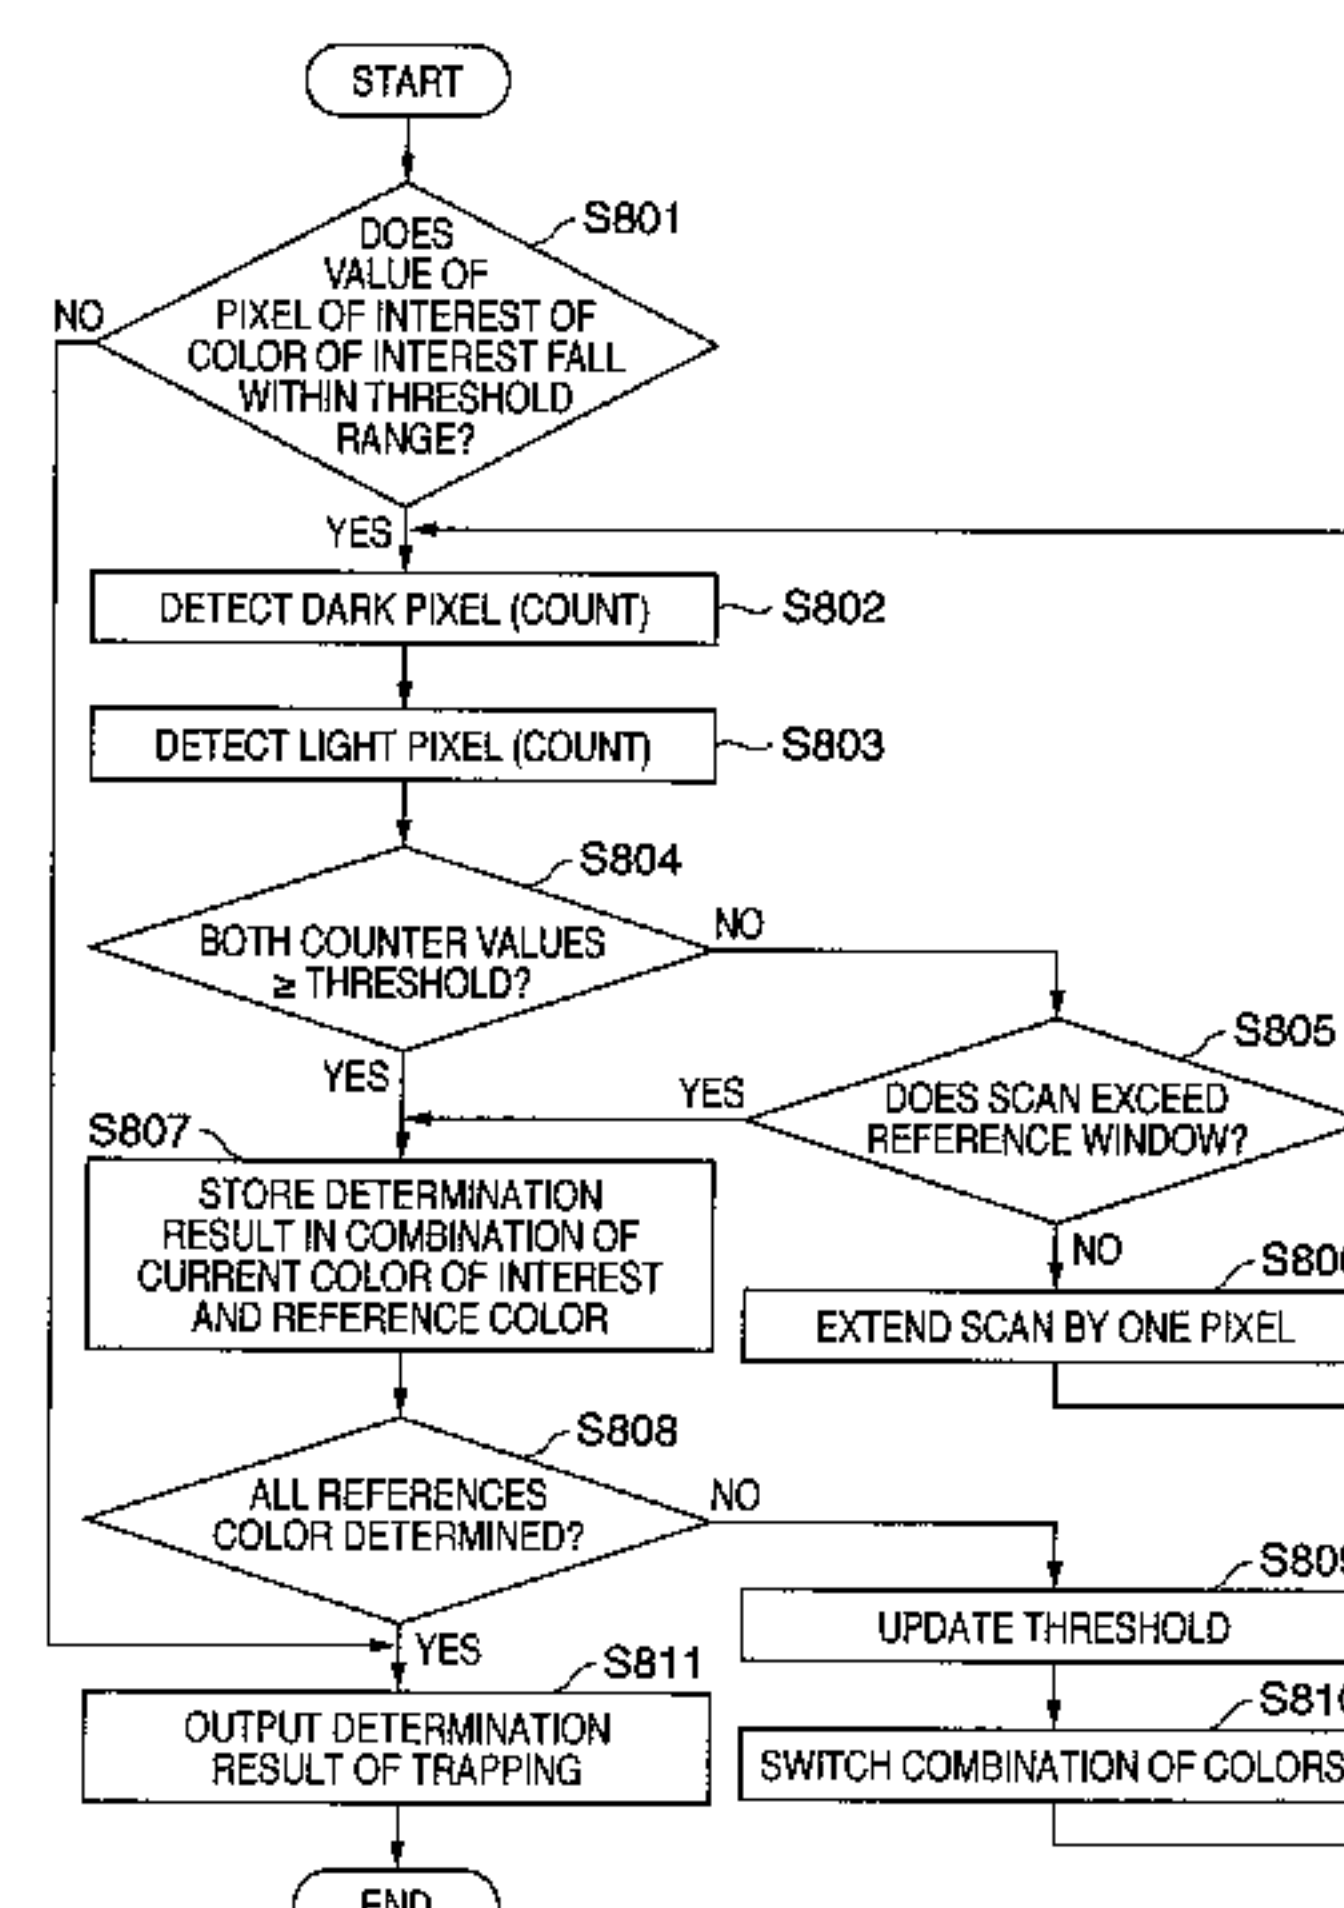 START
S801
DOES
VALUE OF
PIXEL OF INTEREST OF
COLOR OF INTEREST FALL
WITHIN THRESHOLD
RANGE?
NO
YES
DETECT DARK PIXEL (COUNT)
S802
DETECT LIGHT PIXEL (COUNT)
S803
S804
BOTH COUNTER VALUES
≥ THRESHOLD?
NO
YES
S805
DOES SCAN EXCEED
REFERENCE WINDOW?
YES
NO
S807
STORE DETERMINATION
RESULT IN COMBINATION OF
CURRENT COLOR OF INTEREST
AND REFERENCE COLOR
S806
EXTEND SCAN BY ONE PIXEL
S808
ALL REFERENCES
COLOR DETERMINED?
NO
YES
S809
UPDATE THRESHOLD
S810
SWITCH COMBINATION OF COLORS
S811
OUTPUT DETERMINATION
RESULT OF TRAPPING
END